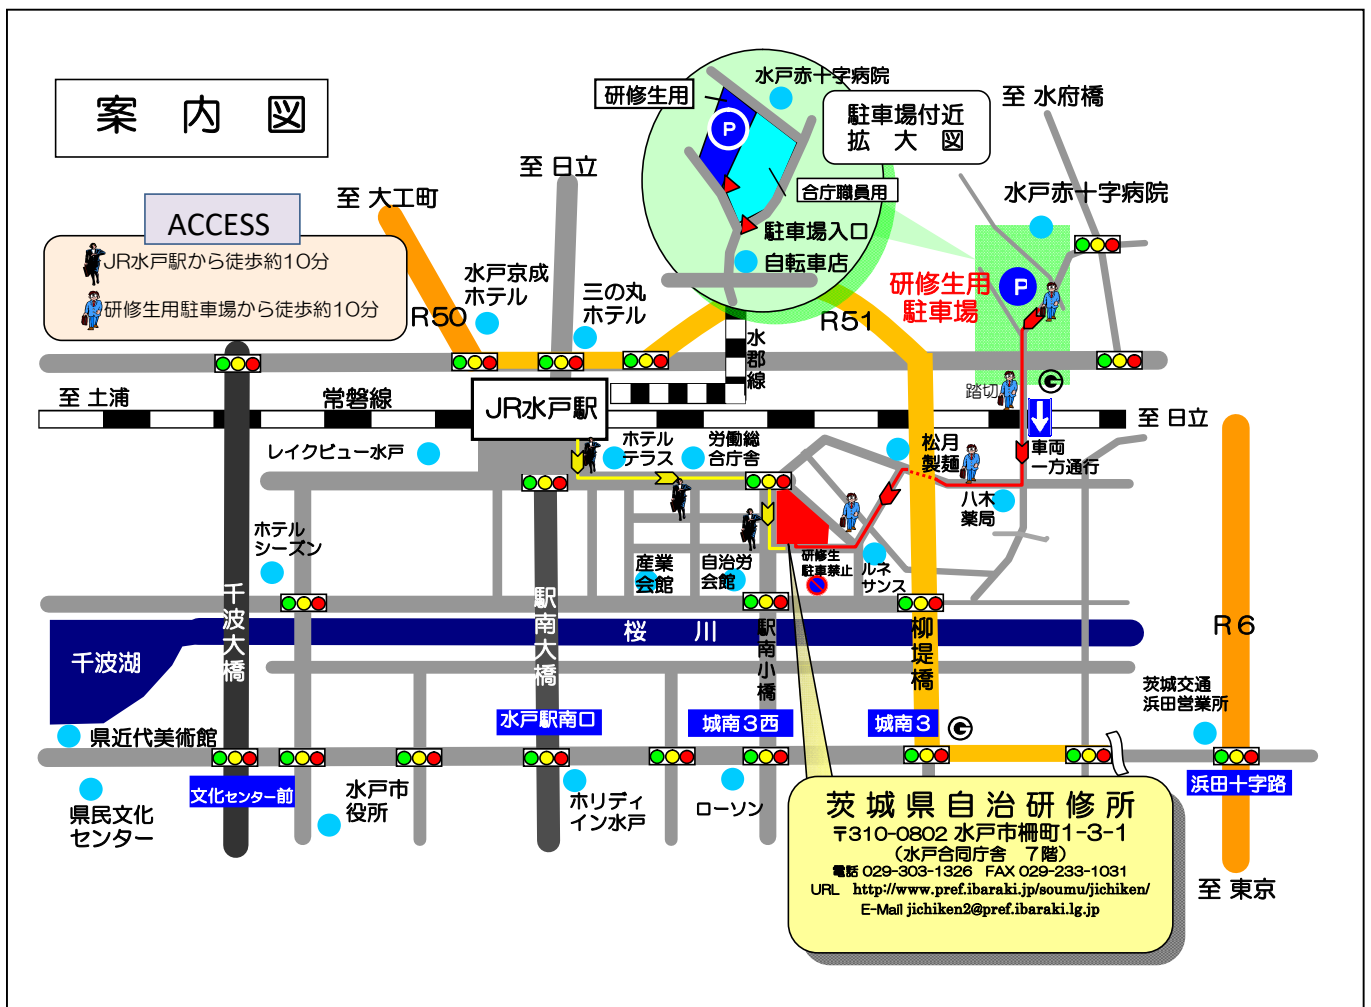 案内図
ACCESS
JR水戸駅から徒歩約10分
研修生用駐車場から徒歩約10分
研修生用
P
水戸赤十字病院
駐車場付近
拡大図
合庁職員用
駐車場入口
自転車店
至 水府橋
水戸赤十字病院
至 日立
至 大工町
R50
水戸京成
ホテル
三の丸
ホテル
水郡線
R51
研修生用
駐車場
P
踏切
G
至 土浦
常磐線
JR水戸駅
至 日立
車両
一方通行
レイクビュー水戸
ホテル
テラス
労働総
合庁舎
松月
製麺
八木
薬局
ホテル
シーズン
産業
会館
自治労
会館
研修生
駐車禁止
ルネ
サンス
千波大橋
駅南大橋
桜川
駅南小橋
柳堤橋
R6
千波湖
県近代美術館
水戸駅南口
城南3西
城南3
G
茨城交通
浜田営業所
文化センター前
県民文化
センター
水戸市
役所
ホリディ
イン水戸
ローソン
浜田十字路
至 東京
茨城県自治研修所
〒310-0802 水戸市柵町1-3-1
（水戸合同庁舎　7階）
電話 029-303-1326　FAX 029-233-1031
URL　http://www.pref.ibaraki.jp/soumu/jichiken/
E-Mail jichiken2@pref.ibaraki.lg.jp